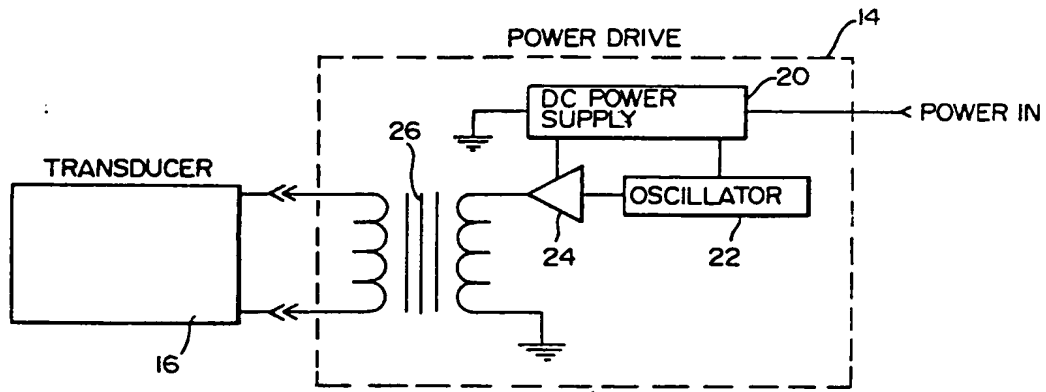 POWER DRIVE
14
20
DC POWER
SUPPLY
POWER IN
26
TRANSDUCER
OSCILLATOR
24
22
16